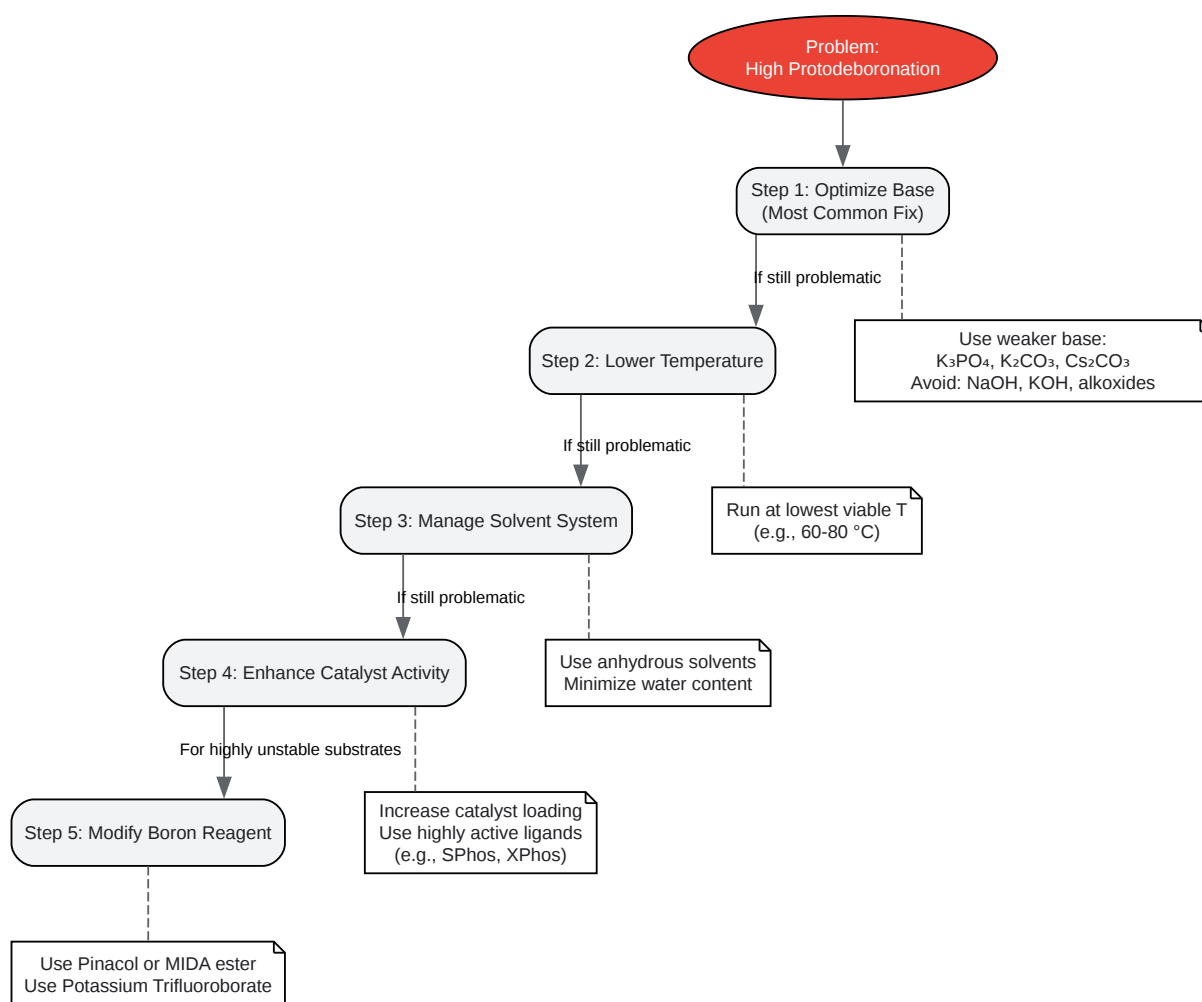 Problem:
High Protodeboronation
Step 1: Optimize Base
(Most Common Fix)
If still problematic
Use weaker base:
K₃PO₄, K₂CO₃, Cs₂CO₃
Avoid: NaOH, KOH, alkoxides
Step 2: Lower Temperature
If still problematic
Run at lowest viable T
(e.g., 60-80 °C)
Step 3: Manage Solvent System
If still problematic
Use anhydrous solvents
Minimize water content
Step 4: Enhance Catalyst Activity
For highly unstable substrates
Increase catalyst loading
Use highly active ligands
(e.g., SPhos, XPhos)
Step 5: Modify Boron Reagent
Use Pinacol or MIDA ester
Use Potassium Trifluoroborate